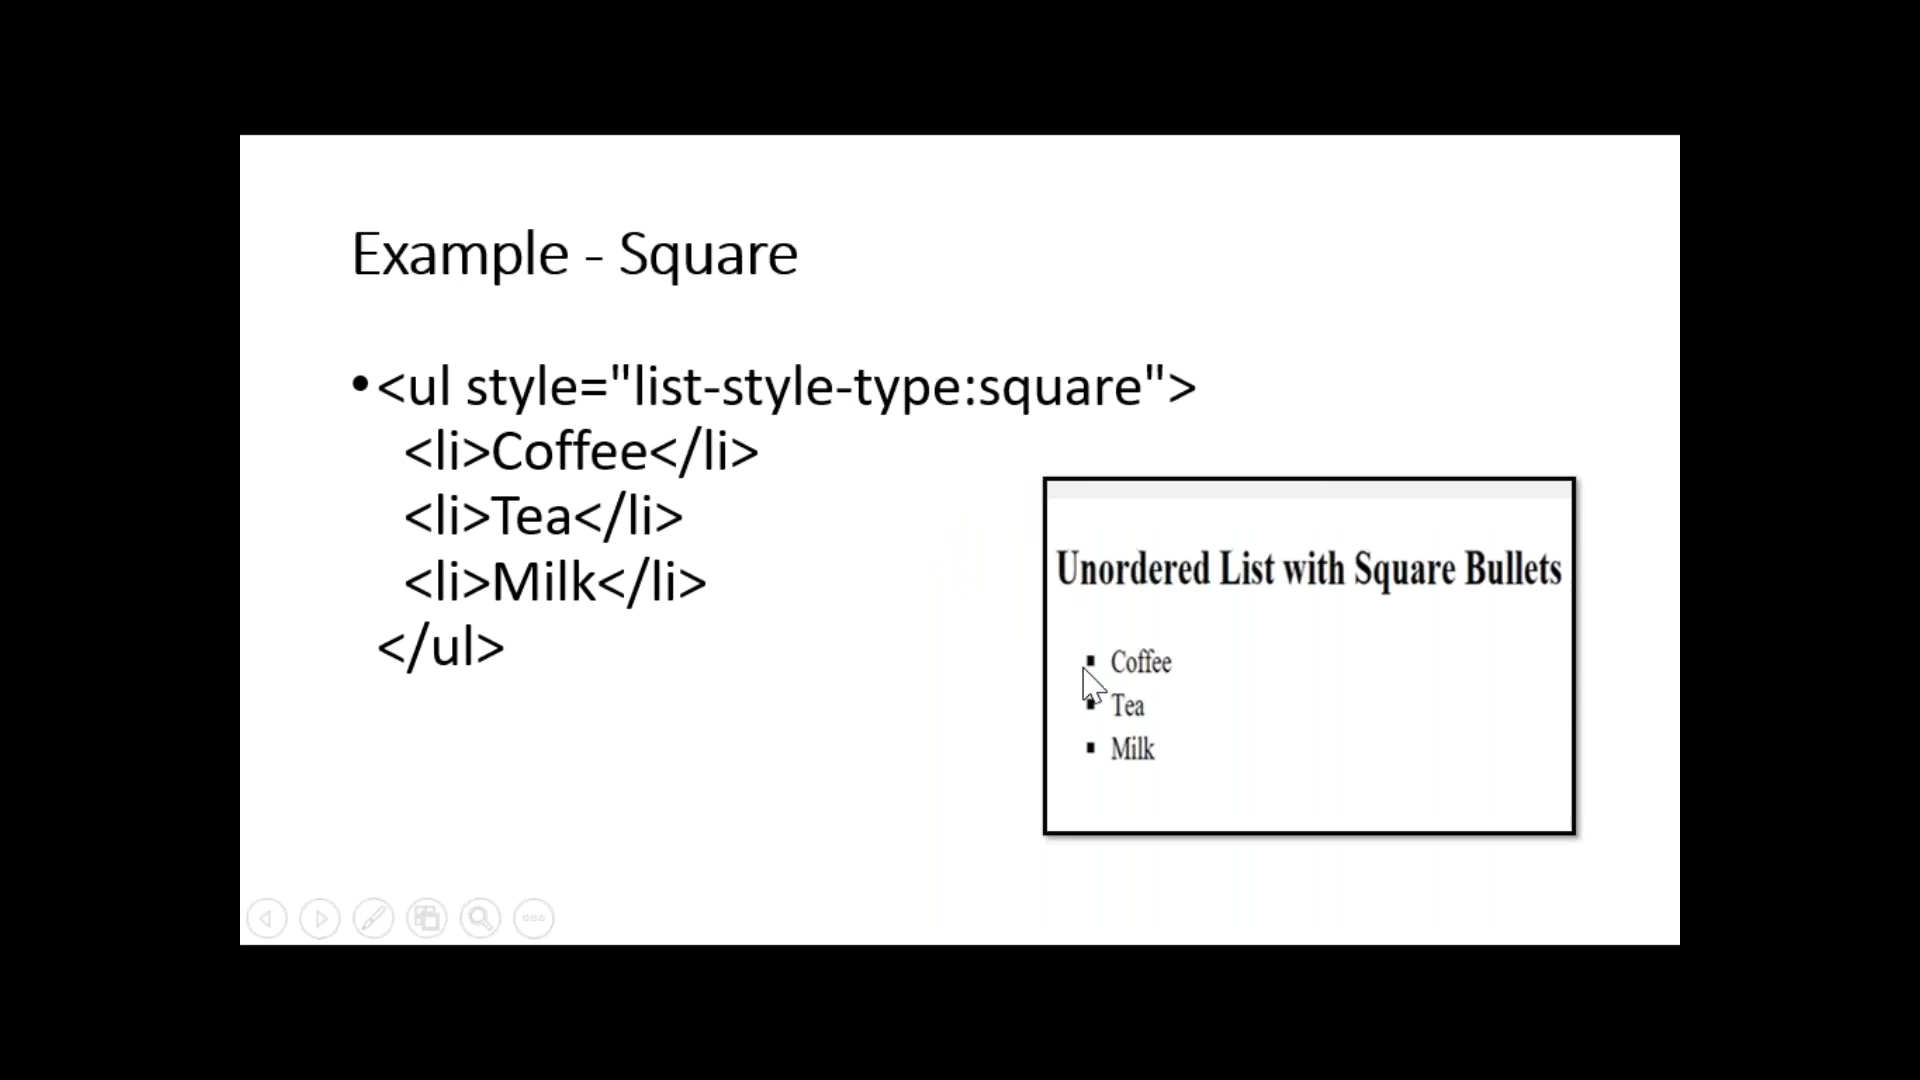 Example - Square
•<ul style="list-style-type:square">
<li>Coffee</li>
<li>Tea</li>
<li>Milk</li>
</ul>
Unordered List with Square Bullets
▪ Coffee
▪ Tea
▪ Milk